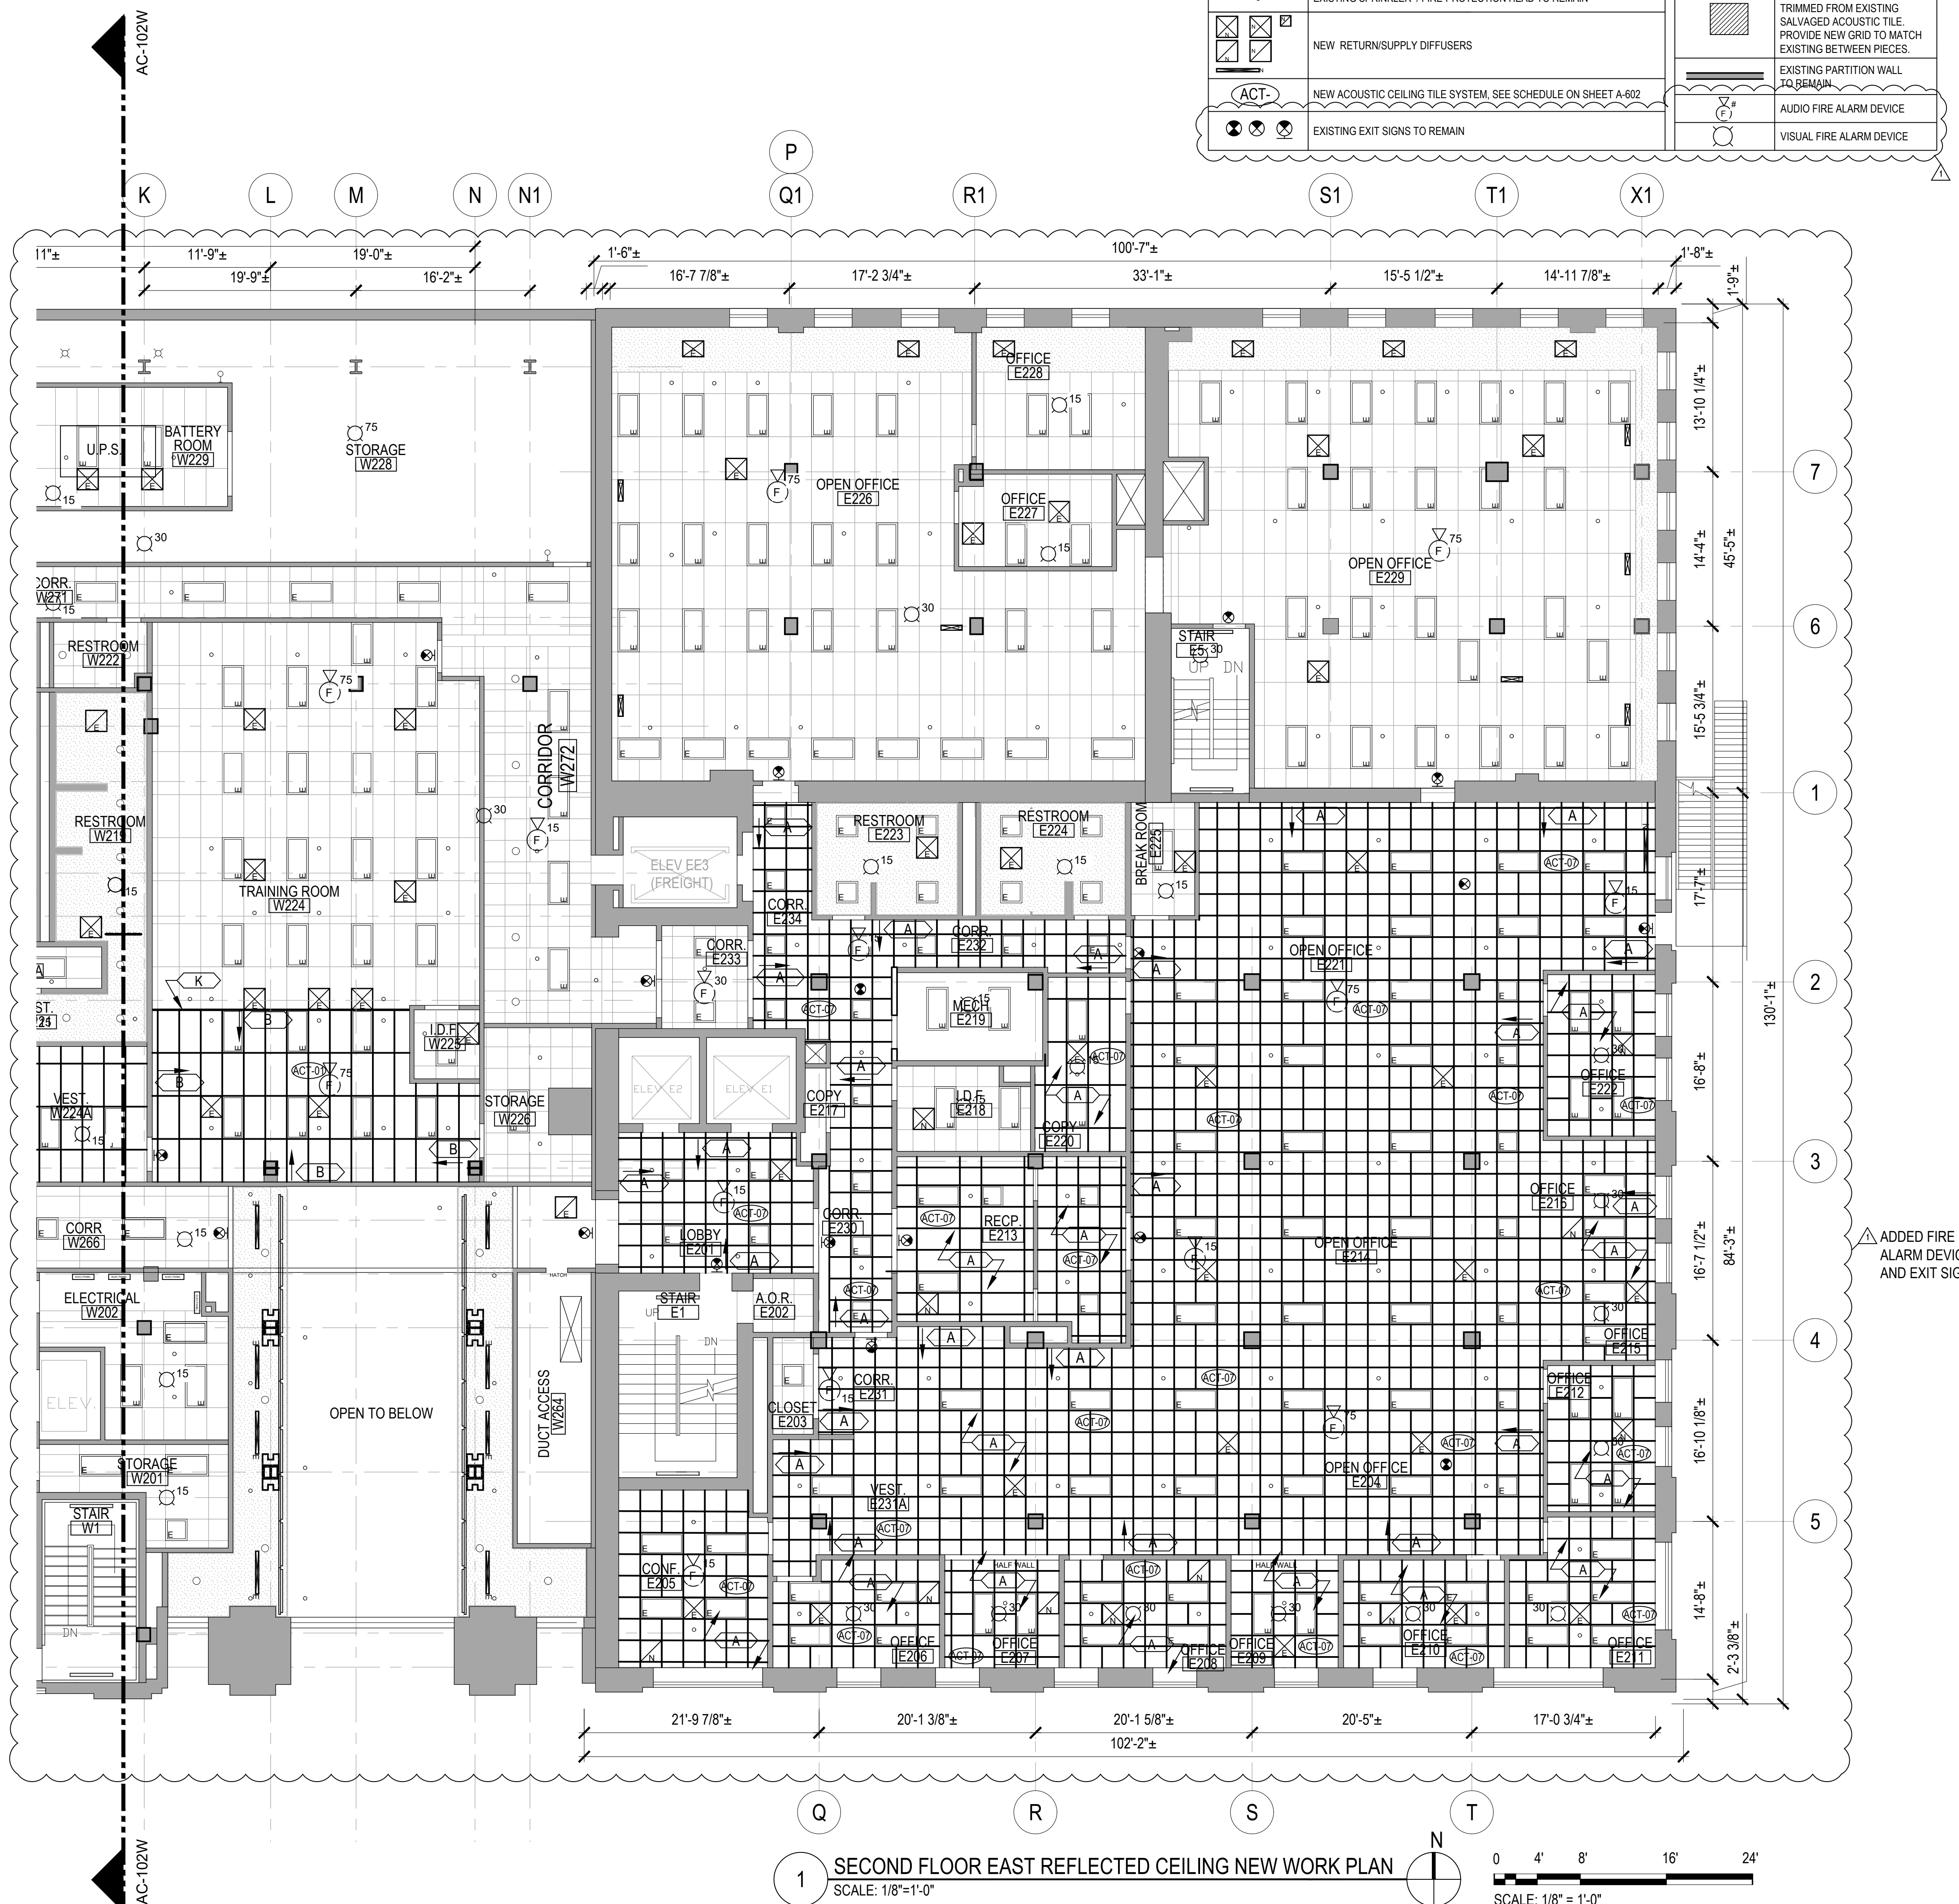 AC-102W
NEW RETURN/SUPPLY DIFFUSERS
ACT-
NEW ACOUSTIC CEILING TILE SYSTEM, SEE SCHEDULE ON SHEET A-602
EXISTING EXIT SIGNS TO REMAIN
TRIMMED FROM EXISTING
SALVAGED ACOUSTIC TILE.
PROVIDE NEW GRID TO MATCH
EXISTING BETWEEN PIECES.
EXISTING PARTITION WALL
TO REMAIN
AUDIO FIRE ALARM DEVICE
VISUAL FIRE ALARM DEVICE
P
K L M N N1 Q1 R1 S1 T1 X1
11"± 11'-9"± 19'-0"± 1'-6"± 100'-7"± 1'-8"±
19'-9"± 16'-2"± 16'-7 7/8"± 17'-2 3/4"± 33'-1"± 15'-5 1/2"± 14'-11 7/8"±
1'-9"±
13'-10 1/4"±
14'-4"±
45'-5"±
15'-5 3/4"±
17'-7"±
16'-8"±
130'-1"±
16'-7 1/2"±
84'-3"±
16'-10 1/8"±
14'-8"±
2'-3 3/8"±
7
6
1
2
3
4
5
U.P.S.
BATTERY
ROOM
W229
STORAGE
W228
OFFICE
E228
OPEN OFFICE
E226
OFFICE
E227
OPEN OFFICE
E229
CORR.
W271
RESTROOM
W222
STAIR
E5
UP DN
CORRIDOR
W272
RESTROOM
W219
TRAINING ROOM
W224
ELEV EE3
(FREIGHT)
RESTROOM
E223
RESTROOM
E224
BREAK ROOM
E225
CORR.
E234
CORR.
E233
CORR.
E232
OPEN OFFICE
E221
MECH
E219
I.D.F.
W225
ACT-01
VEST.
W224A
STORAGE
W226
ELEV. E2
ELEV. E1
COPY
E217
I.D.F.
E218
COPY
E220
OFFICE
E222
ACT-07
CORR
W266
LOBBY
E201
CORR.
E230
RECP.
E213
OPEN OFFICE
E214
OFFICE
E216
ADDED FIRE
AND EXIT
ELECTRICAL
W202
HATCH
STAIR
E1
UP
DN
A.O.R.
E202
OFFICE
E215
ELEV.
OPEN TO BELOW
DUCT ACCESS
W264
CLOSET
E203
CORR.
E231
OFFICE
E212
STORAGE
W201
VEST.
E231A
OPEN OFFICE
E204
STAIR
W1
DN
CONF.
E205
HALF WALL
HALF WALL
OFFICE
E206
OFFICE
E207
OFFICE
E208
OFFICE
E209
OFFICE
E210
OFFICE
E211
21'-9 7/8"± 20'-1 3/8"± 20'-1 5/8"± 20'-5"± 17'-0 3/4"±
102'-2"±
Q R S T
AC-102W
1 SECOND FLOOR EAST REFLECTED CEILING NEW WORK PLAN
SCALE: 1/8"=1'-0"
N
0 4' 8' 16' 24'
SCALE: 1/8" = 1'-0"